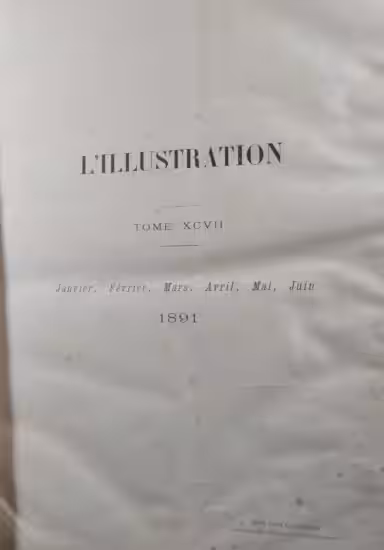 L'ILLUSTRATION
TOME XCVII
Janvier, Février, Mars, Avril, Mai, Juin
1891